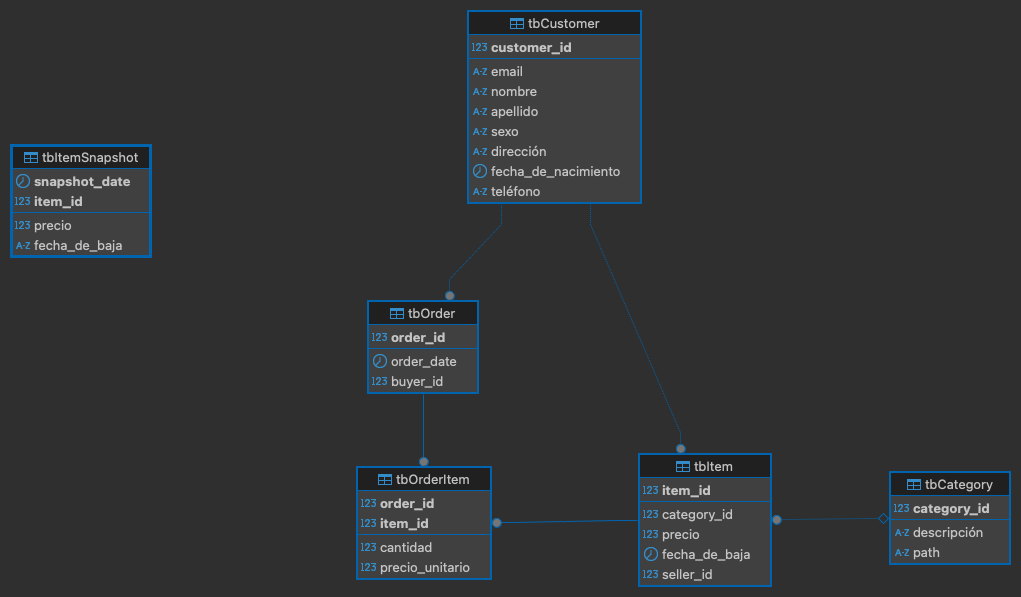 tbCustomer
123 customer_id
A-Z email
A-Z nombre
A-Z apellido
A-Z sexo
A-Z dirección
fecha_de_nacimiento
A-Z teléfono
tbItemSnapshot
snapshot_date
123 item_id
123 precio
A-Z fecha_de_baja
tbOrder
123 order_id
order_date
123 buyer_id
tbOrderItem
123 order_id
123 item_id
123 cantidad
123 precio_unitario
tbItem
123 item_id
123 category_id
123 precio
fecha_de_baja
123 seller_id
tbCategory
123 category_id
A-Z descripción
A-Z path